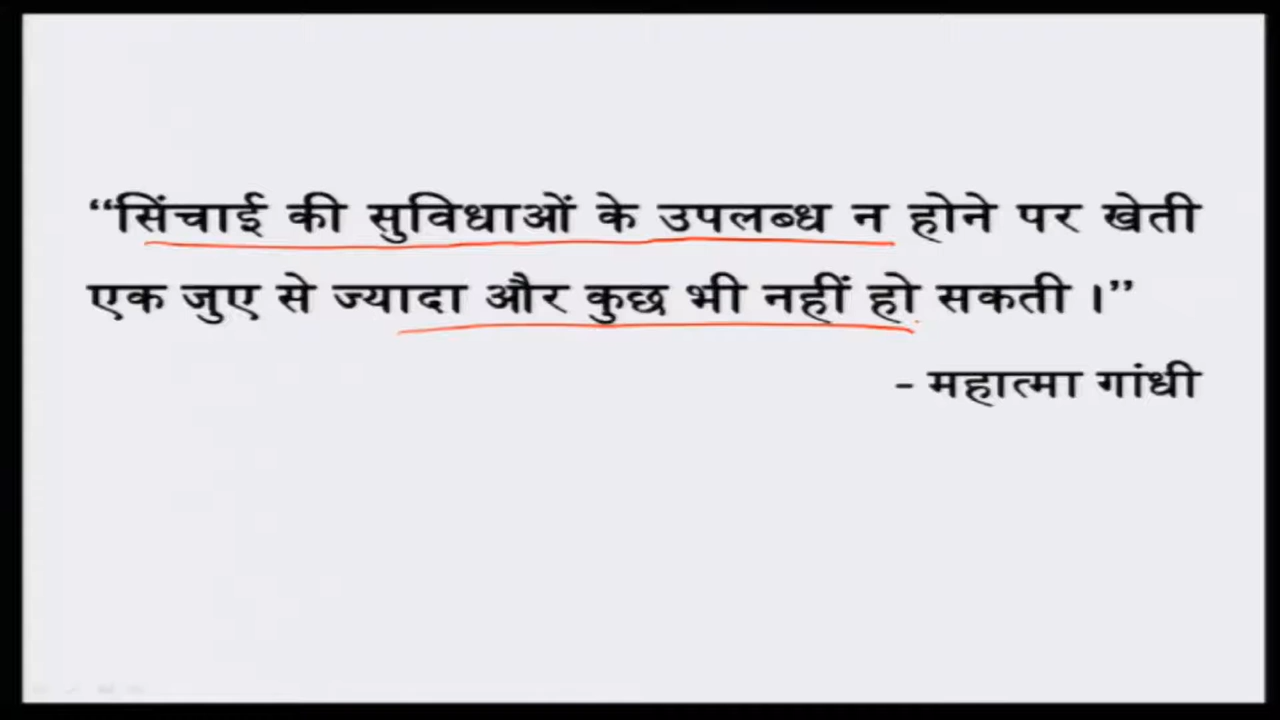 “सिंचाई की सुविधाओं के उपलब्ध न होने पर खेती
एक जुए से ज्यादा और कुछ भी नहीं हो सकती।”
- महात्मा गांधी